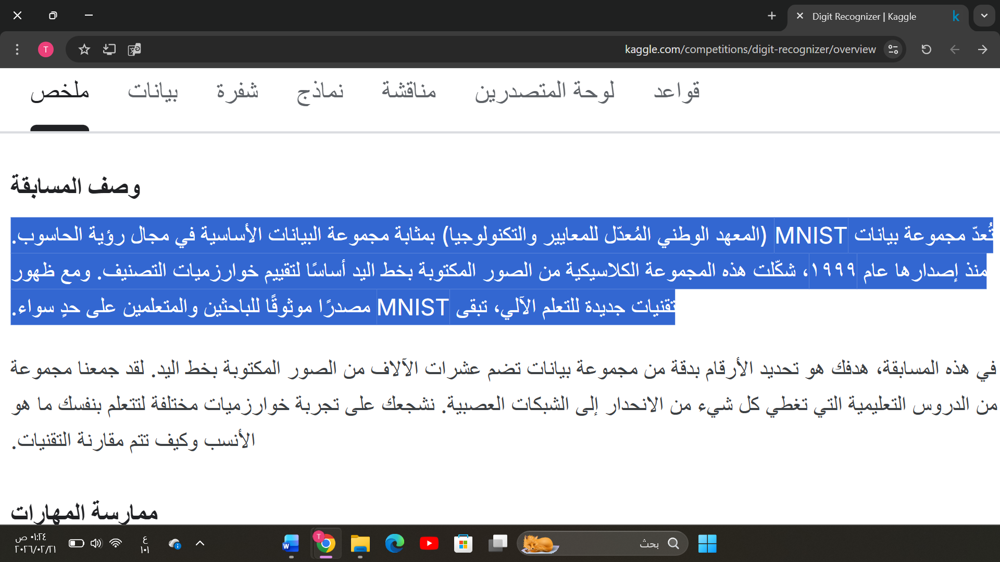 Digit Recognizer | Kaggle
kaggle.com/competitions/digit-recognizer/overview
T
ملخص
بيانات
شفرة
نماذج
مناقشة
لوحة المتصدرين
قواعد
وصف المسابقة
تُعدّ مجموعة بيانات MNIST (المعهد الوطني المُعدّل للمعايير والتكنولوجيا) بمثابة مجموعة البيانات الأساسية في مجال رؤية الحاسوب.
منذ إصدارها عام ١٩٩٩، شكّلت هذه المجموعة الكلاسيكية من الصور المكتوبة بخط اليد أساسًا لتقييم خوارزميات التصنيف. ومع ظهور
تقنيات جديدة للتعلم الآلي، تبقى MNIST مصدرًا موثوقًا للباحثين والمتعلمين على حدٍ سواء.
في هذه المسابقة، هدفك هو تحديد الأرقام بدقة من مجموعة بيانات تضم عشرات الآلاف من الصور المكتوبة بخط اليد. لقد جمعنا مجموعة
من الدروس التعليمية التي تغطي كل شيء من الانحدار إلى الشبكات العصبية. نشجعك على تجربة خوارزميات مختلفة لتتعلم بنفسك ما هو
الأنسب وكيف تتم مقارنة التقنيات.
ممارسة المهارات
بحث
ع
١٠١
٠١:٢٤ ص
٢٠٢٦/٠٢/٢١